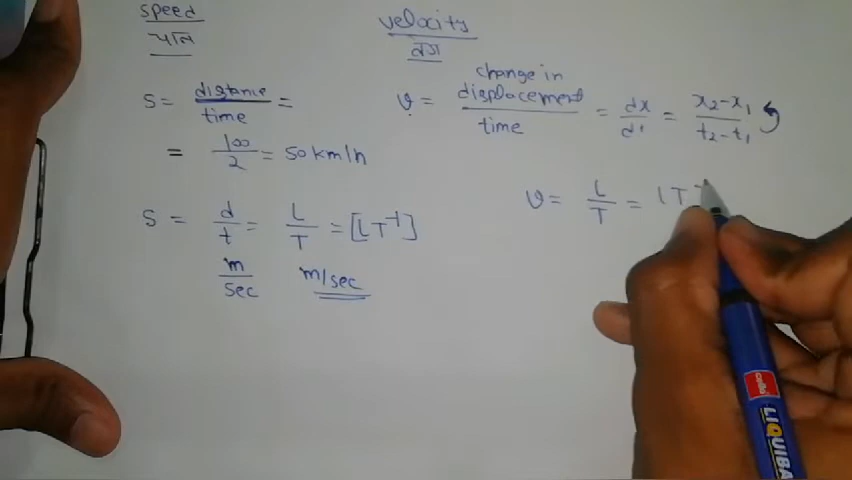 speed
चाल
S = distance =
time
= 100/2 = 50 km/h
S = d/t = L/T = [LT⁻¹]
m/sec m/sec
velocity
वेग
v = change in displacement / time = dx/dt = x₂-x₁ / t₂-t₁
v = L/T = LT⁻
cello
LIQUIBA